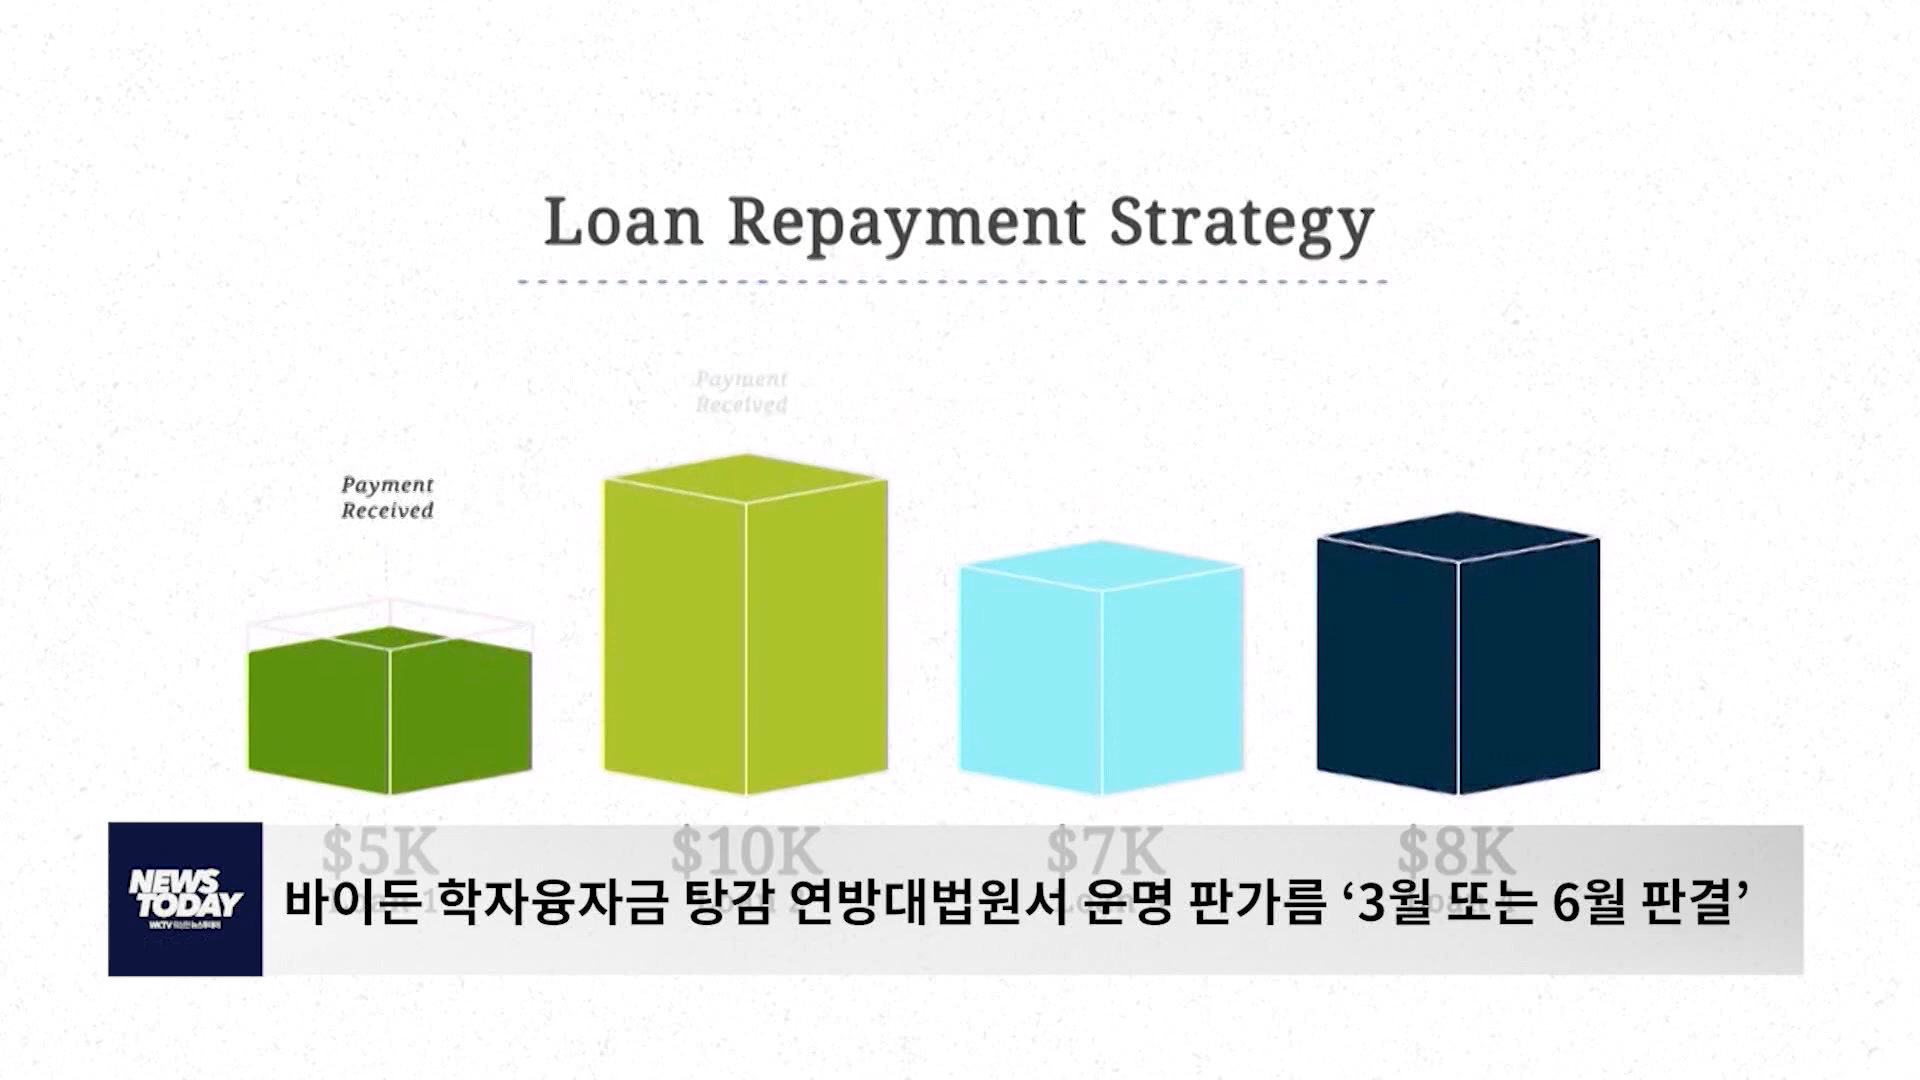 Loan Repayment Strategy
Payment
Received
Payment
Received
$5K
$10K
$7K
$8K
NEWS
TODAY
바이든 학자융자금 탕감 연방대법원서 운명 판가름 ‘3월 또는 6월 판결’